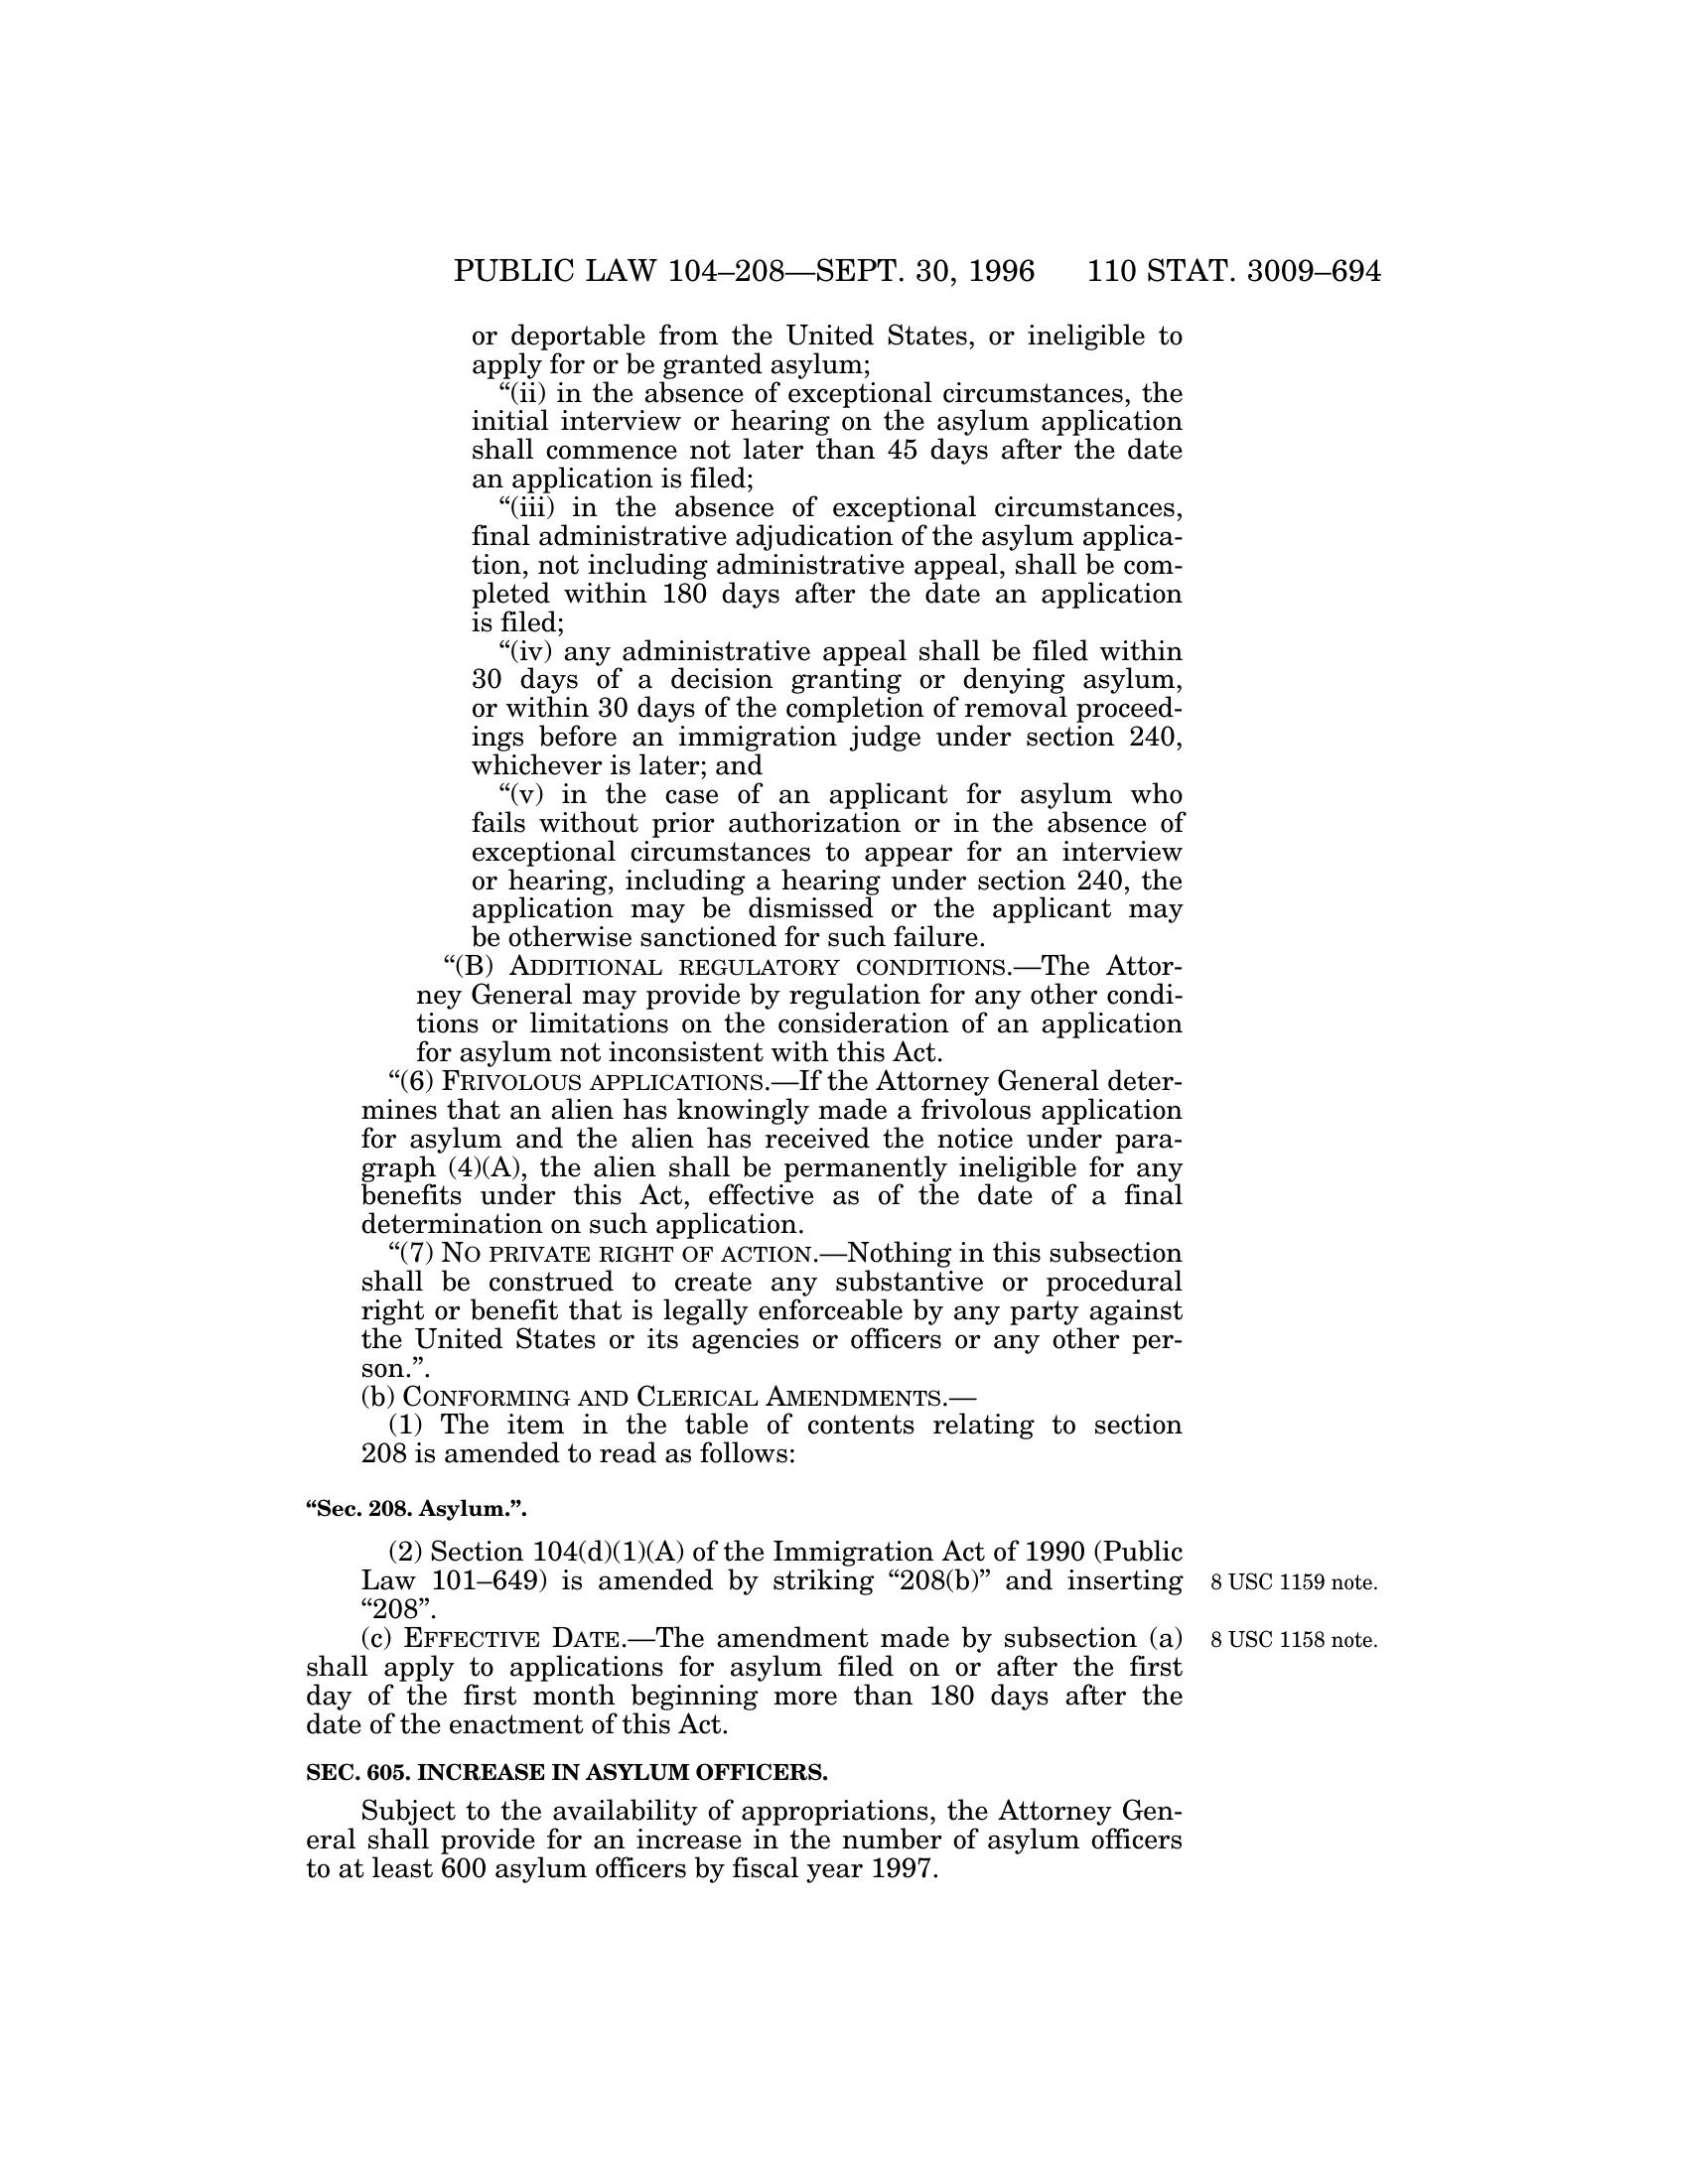 PUBLIC LAW 104–208—SEPT. 30, 1996 110 STAT. 3009–694
or deportable from the United States, or ineligible to
apply for or be granted asylum;
“(ii) in the absence of exceptional circumstances, the
initial interview or hearing on the asylum application
shall commence not later than 45 days after the date
an application is filed;
“(iii) in the absence of exceptional circumstances,
final administrative adjudication of the asylum applica-
tion, not including administrative appeal, shall be com-
pleted within 180 days after the date an application
is filed;
“(iv) any administrative appeal shall be filed within
30 days of a decision granting or denying asylum,
or within 30 days of the completion of removal proceed-
ings before an immigration judge under section 240,
whichever is later; and
“(v) in the case of an applicant for asylum who
fails without prior authorization or in the absence of
exceptional circumstances to appear for an interview
or hearing, including a hearing under section 240, the
application may be dismissed or the applicant may
be otherwise sanctioned for such failure.
“(B) ADDITIONAL REGULATORY CONDITIONS.—The Attor-
ney General may provide by regulation for any other condi-
tions or limitations on the consideration of an application
for asylum not inconsistent with this Act.
“(6) FRIVOLOUS APPLICATIONS.—If the Attorney General deter-
mines that an alien has knowingly made a frivolous application
for asylum and the alien has received the notice under para-
graph (4)(A), the alien shall be permanently ineligible for any
benefits under this Act, effective as of the date of a final
determination on such application.
“(7) NO PRIVATE RIGHT OF ACTION.—Nothing in this subsection
shall be construed to create any substantive or procedural
right or benefit that is legally enforceable by any party against
the United States or its agencies or officers or any other per-
son.”.
(b) CONFORMING AND CLERICAL AMENDMENTS.—
(1) The item in the table of contents relating to section
208 is amended to read as follows:
“Sec. 208. Asylum.”.
(2) Section 104(d)(1)(A) of the Immigration Act of 1990 (Public
Law 101–649) is amended by striking “208(b)” and inserting 8 USC 1159 note.
“208”.
(c) EFFECTIVE DATE.—The amendment made by subsection (a) 8 USC 1158 note.
shall apply to applications for asylum filed on or after the first
day of the first month beginning more than 180 days after the
date of the enactment of this Act.
SEC. 605. INCREASE IN ASYLUM OFFICERS.
Subject to the availability of appropriations, the Attorney Gen-
eral shall provide for an increase in the number of asylum officers
to at least 600 asylum officers by fiscal year 1997.